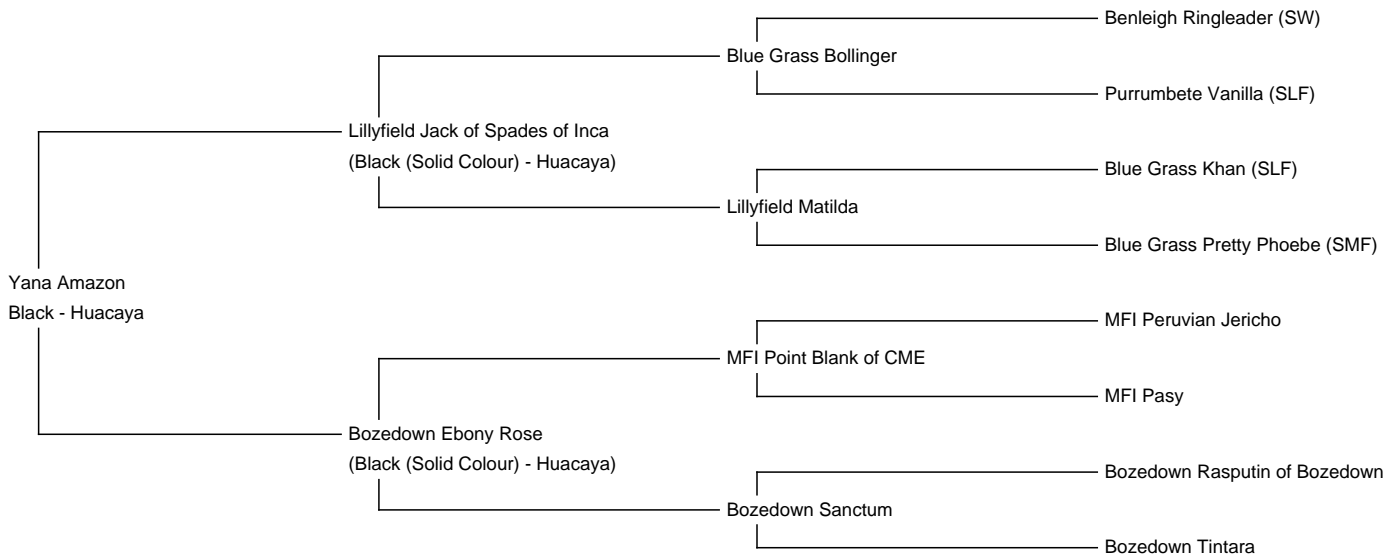 Benleigh Ringleader (SW)
Blue Grass Bollinger
Purrumbete Vanilla (SLF)
Lillyfield Jack of Spades of Inca
(Black (Solid Colour) - Huacaya)
Blue Grass Khan (SLF)
Lillyfield Matilda
Blue Grass Pretty Phoebe (SMF)
Yana Amazon
Black - Huacaya
MFI Peruvian Jericho
MFI Point Blank of CME
MFI Pasy
Bozedown Ebony Rose
(Black (Solid Colour) - Huacaya)
Bozedown Rasputin of Bozedown
Bozedown Sanctum
Bozedown Tintara